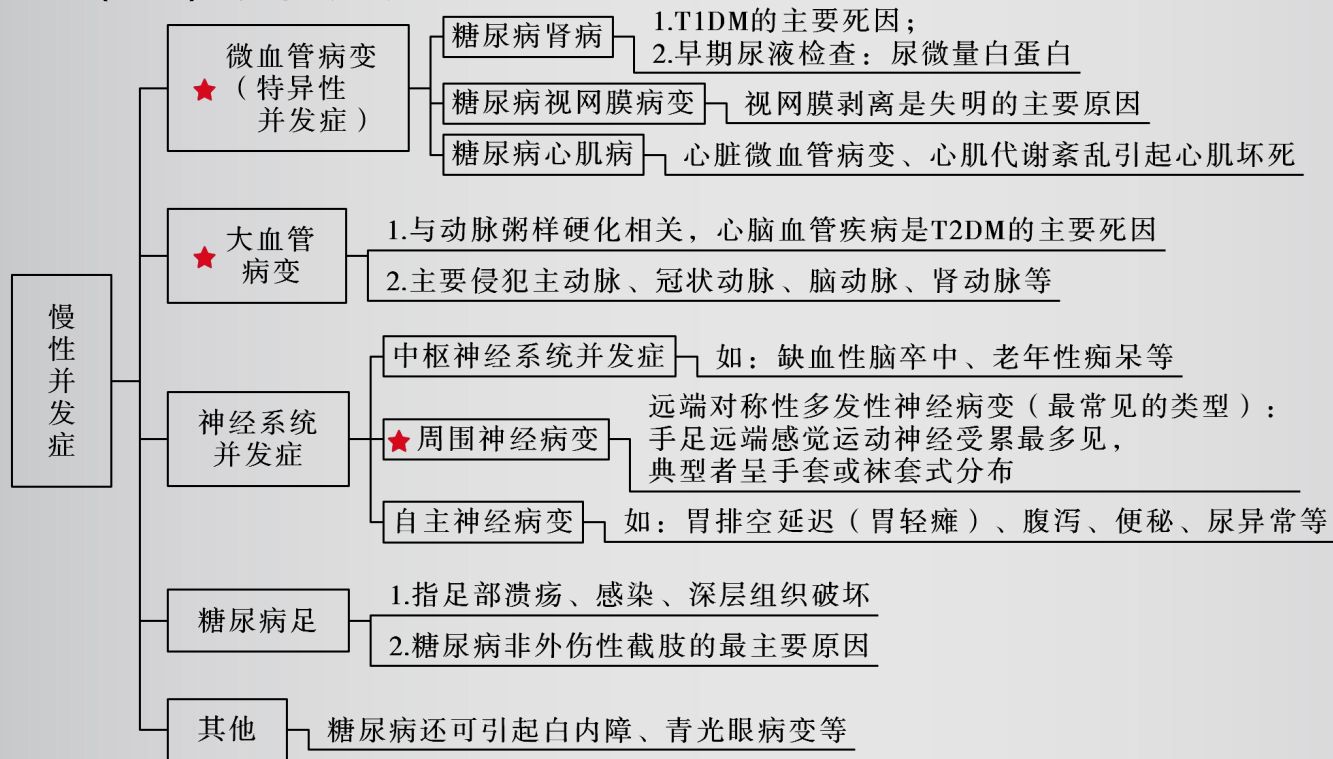 慢性并发症
微血管病变
（特异性
并发症）
糖尿病肾病
1.T1DM的主要死因；
2.早期尿液检查：尿微量白蛋白
糖尿病视网膜病变
视网膜剥离是失明的主要原因
糖尿病心肌病
心脏微血管病变、心肌代谢紊乱引起心肌坏死
大血管
病变
1.与动脉粥样硬化相关，心脑血管疾病是T2DM的主要死因
2.主要侵犯主动脉、冠状动脉、脑动脉、肾动脉等
神经系统
并发症
中枢神经系统并发症
如：缺血性脑卒中、老年性痴呆等
周围神经病变
远端对称性多发性神经病变（最常见的类型）：
手足远端感觉运动神经受累最多见，
典型者呈手套或袜套式分布
自主神经病变
如：胃排空延迟（胃轻瘫）、腹泻、便秘、尿异常等
糖尿病足
1.指足部溃疡、感染、深层组织破坏
2.糖尿病非外伤性截肢的最主要原因
其他
糖尿病还可引起白内障、青光眼病变等